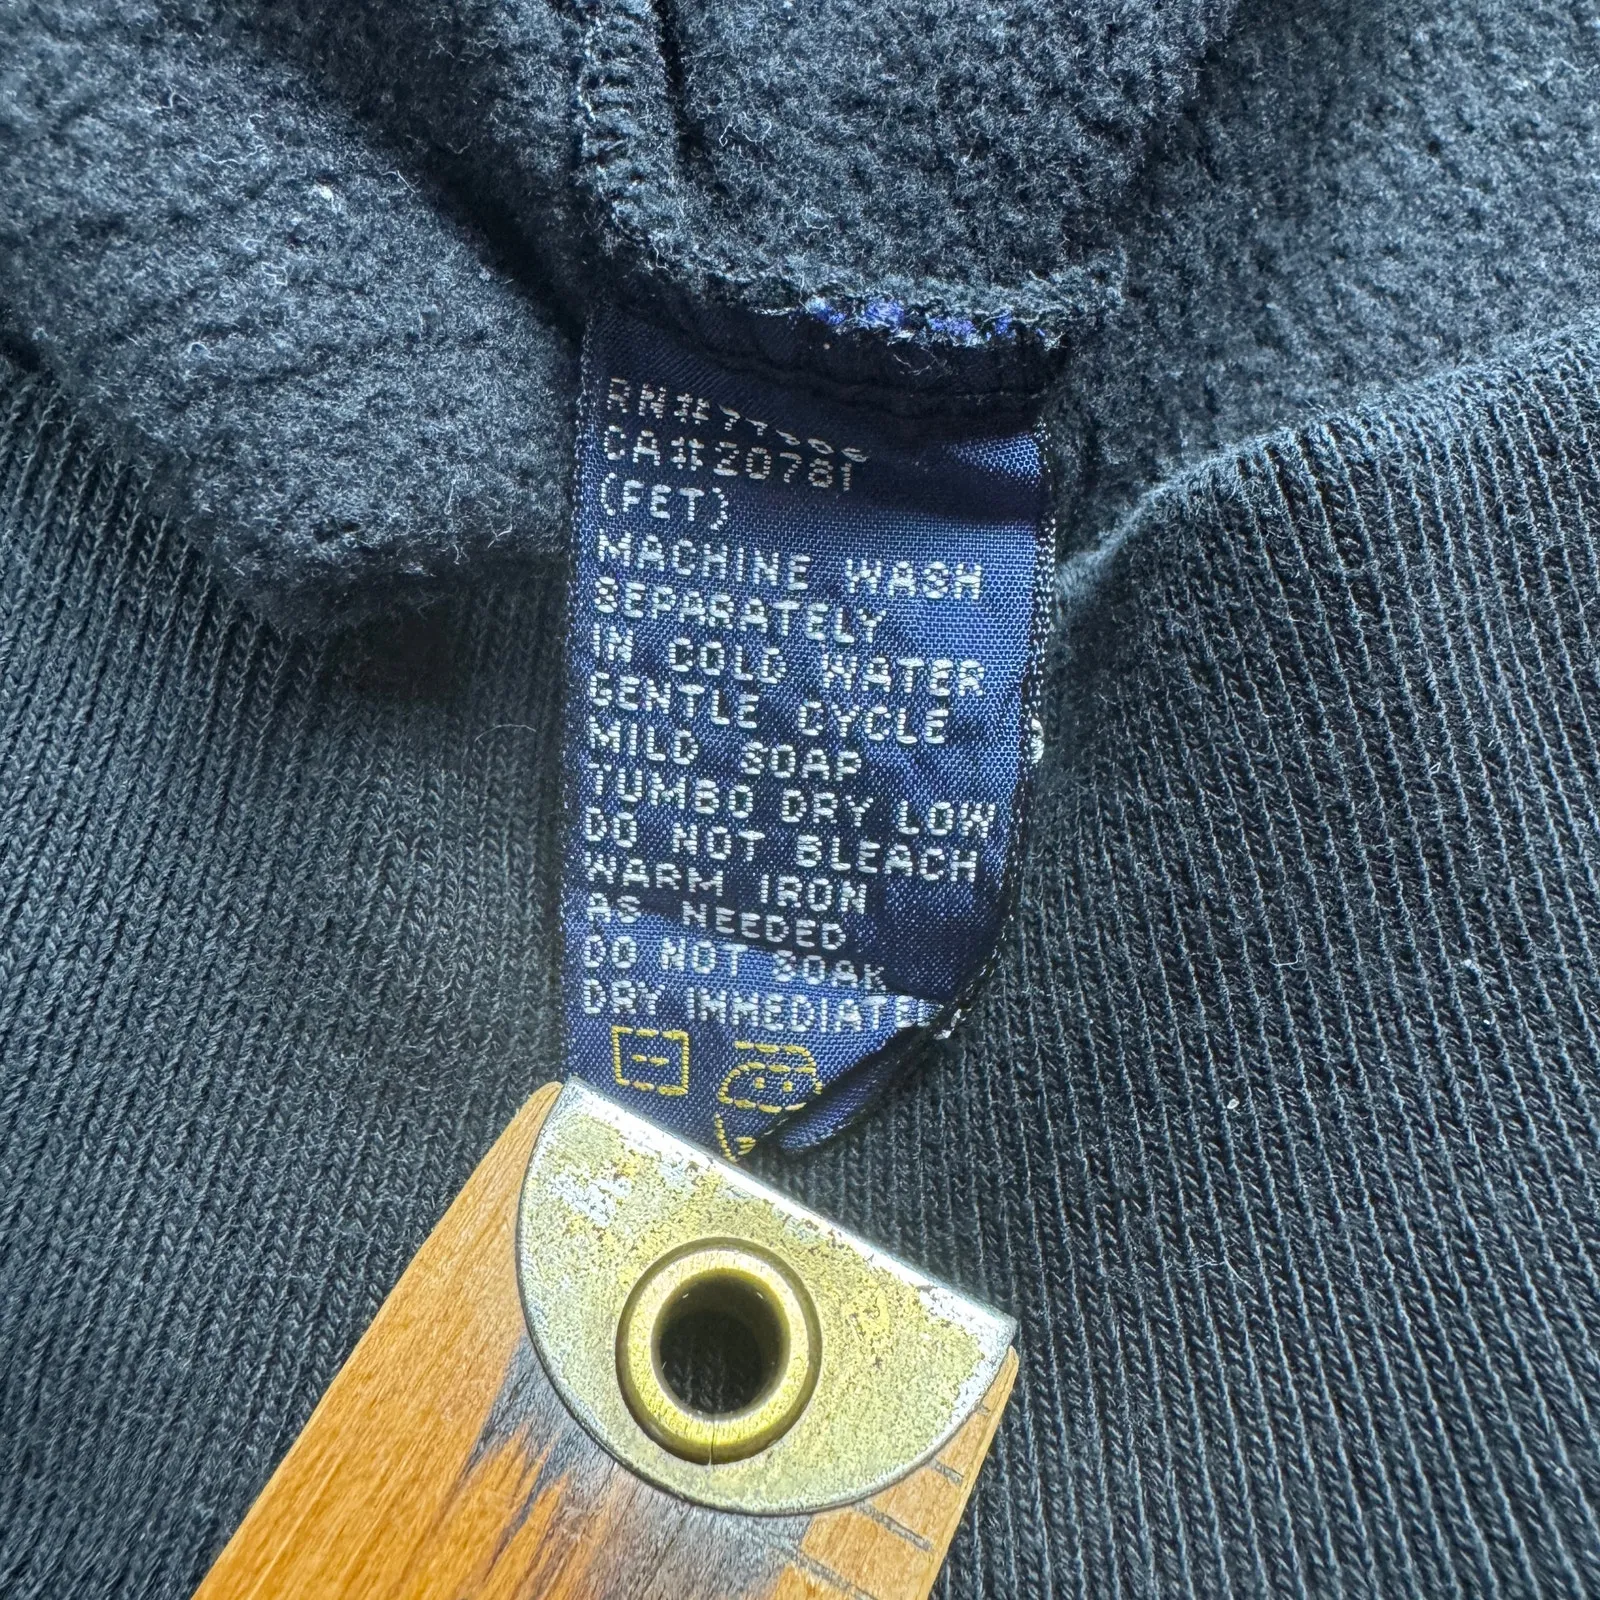 CA#20781
(FET)
MACHINE WASH
SEPARATELY
IN COLD WATER
GENTLE CYCLE
MILD SOAP
TUMBO DRY LOW
DO NOT BLEACH
WARM IRON
AS NEEDED
DO NOT SOAK
DRY